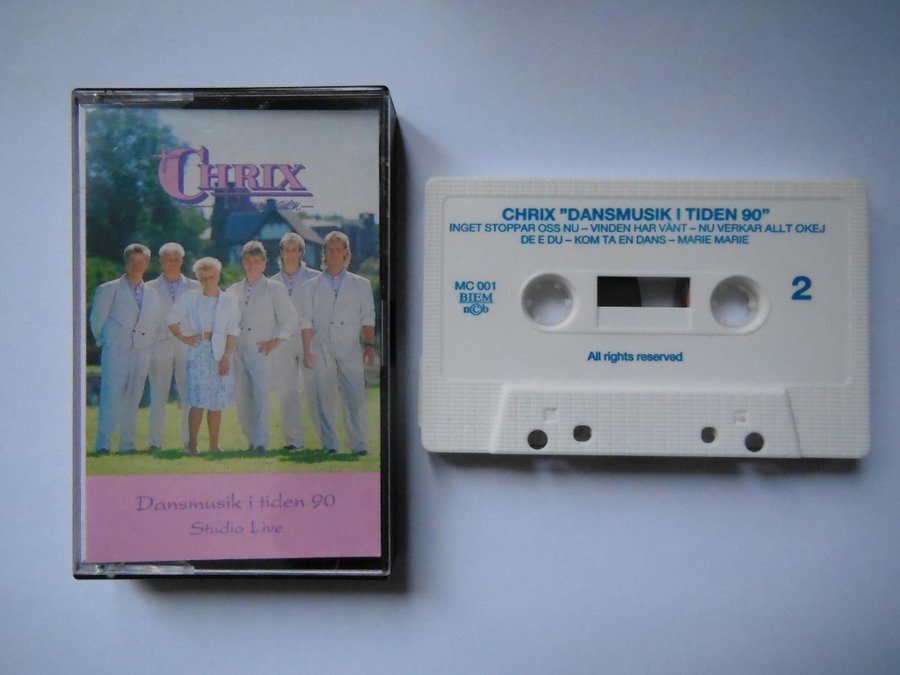 CHRIX
Dansmusik i tiden 90
Studio Live
CHRIX "DANSMUSIK I TIDEN 90"
INGET STOPPAR OSS NU – VINDEN HAR VÄNT – NU VERKAR ALLT OKEJ
DE E DU – KOM TA EN DANS – MARIE MARIE
MC 001
BIEM
n©b
2
All rights reserved